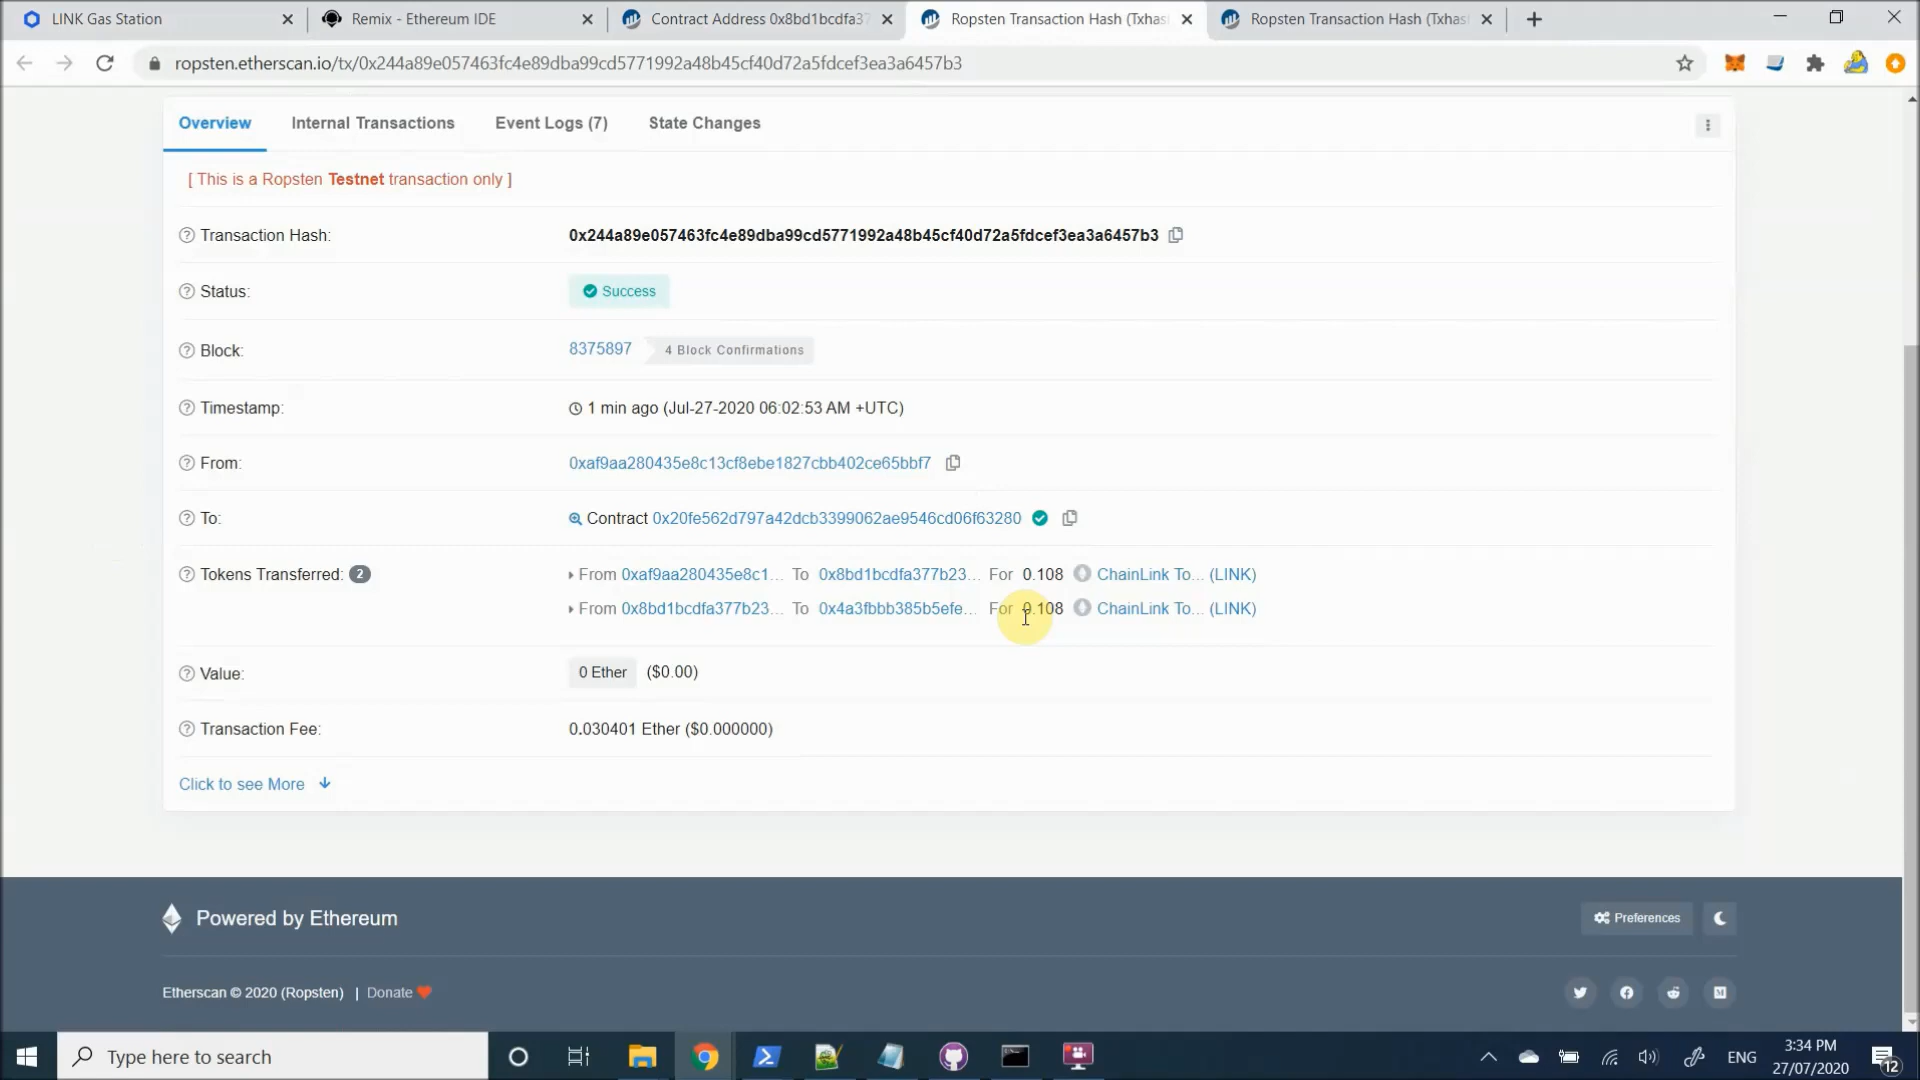 LINK Gas Station
Remix - Ethereum IDE
Contract Address 0x8bd1bcdfa37
Ropsten Transaction Hash (Txhas
Ropsten Transaction Hash (Txhas
ropsten.etherscan.io/tx/0x244a89e057463fc4e89dba99cd5771992a48b45cf40d72a5fdcef3ea3a6457b3
Overview Internal Transactions Event Logs (7) State Changes
[ This is a Ropsten Testnet transaction only ]
Transaction Hash: 0x244a89e057463fc4e89dba99cd5771992a48b45cf40d72a5fdcef3ea3a6457b3
Status: Success
Block: 8375897 4 Block Confirmations
Timestamp: 1 min ago (Jul-27-2020 06:02:53 AM +UTC)
From: 0xaf9aa280435e8c13cf8ebe1827cbb402ce65bbf7
To: Contract 0x20fe562d797a42dcb3399062ae9546cd06f63280
Tokens Transferred: 2 From 0xaf9aa280435e8c1... To 0x8bd1bcdfa377b23... For 0.108 ChainLink To... (LINK)
From 0x8bd1bcdfa377b23... To 0x4a3fbbb385b5efe... For 0.108 ChainLink To... (LINK)
Value: 0 Ether ($0.00)
Transaction Fee: 0.030401 Ether ($0.000000)
Click to see More
Powered by Ethereum
Preferences
Etherscan © 2020 (Ropsten) | Donate
Type here to search
ENG
3:34 PM
27/07/2020
12